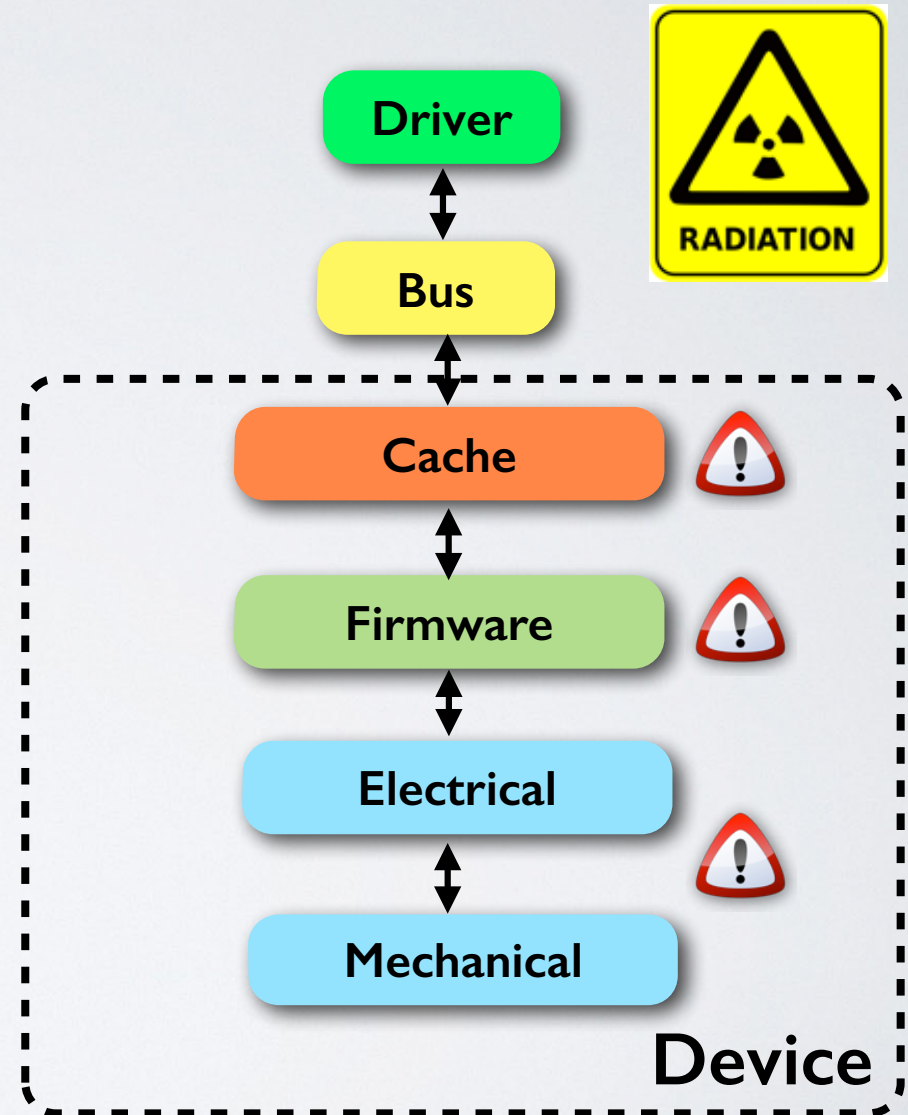 Driver
RADIATION
Bus
Cache
Firmware
Electrical
Mechanical
Device